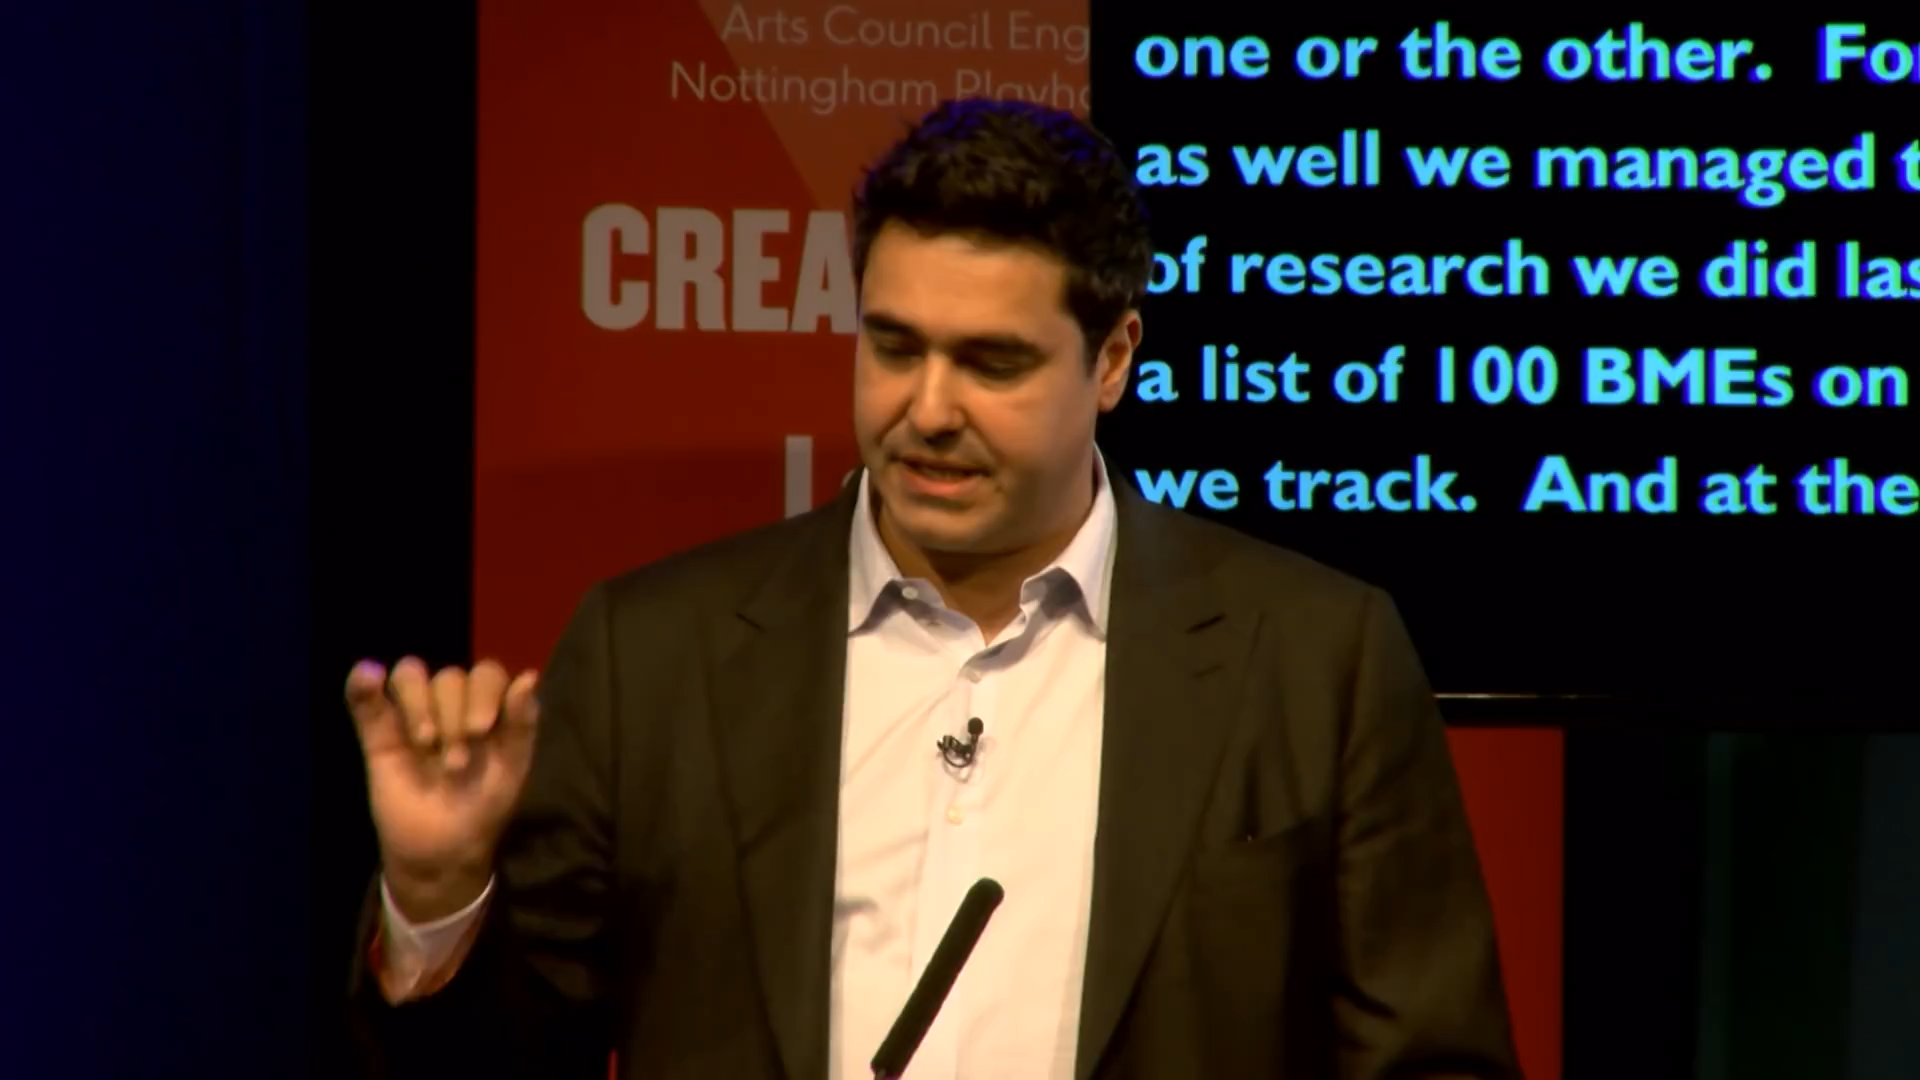 Arts Council Eng
Nottingham Playho
CREA
L
one or the other. For
as well we managed t
of research we did las
a list of 100 BMEs on
we track. And at the